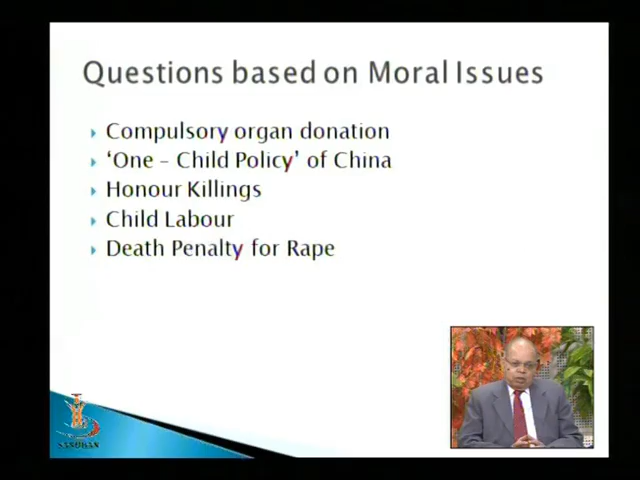 Questions based on Moral Issues
Compulsory organ donation
‘One – Child Policy’ of China
Honour Killings
Child Labour
Death Penalty for Rape
SANDHAN